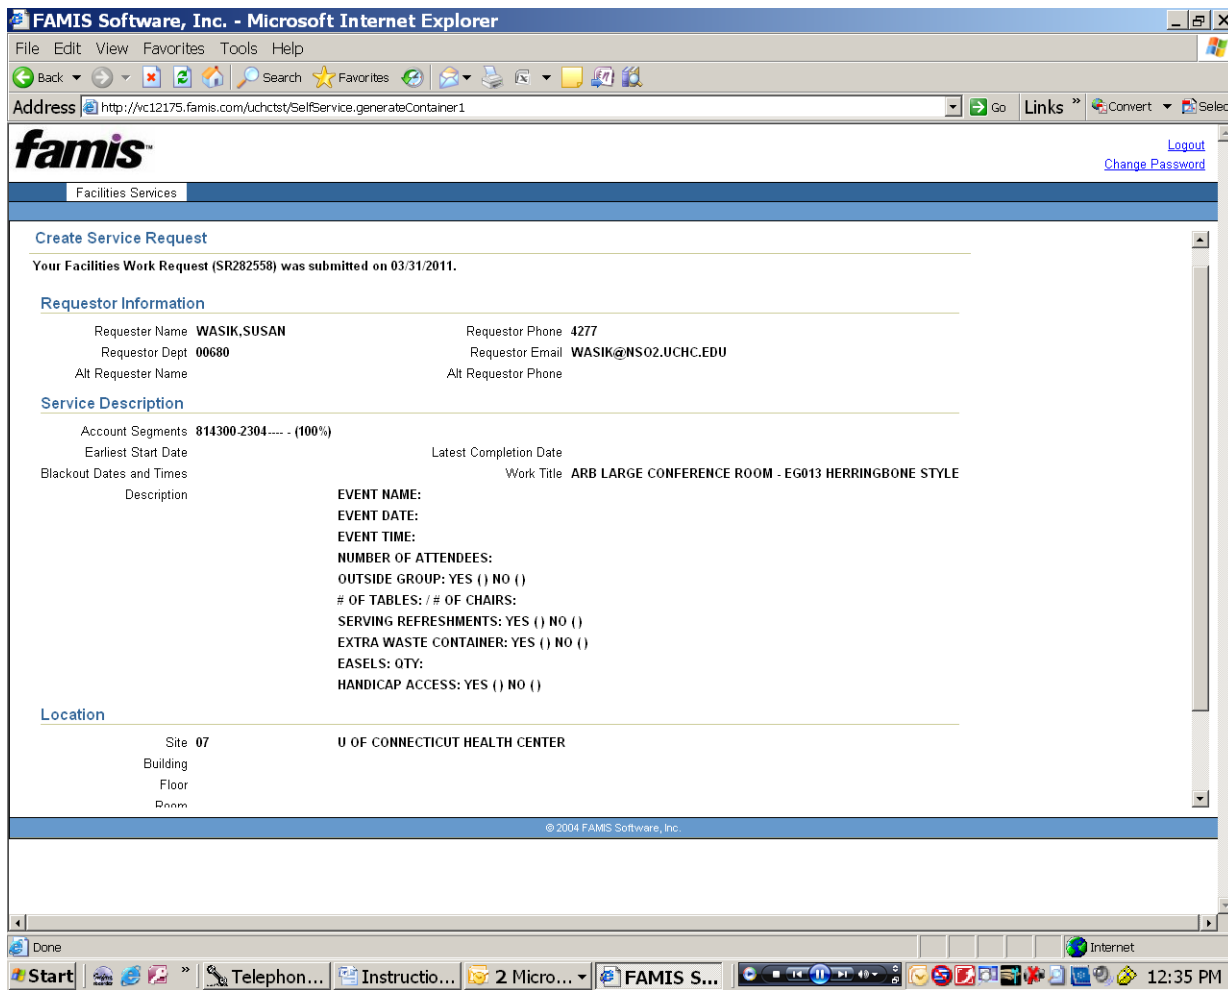 FAMIS Software, Inc. - Microsoft Internet Explorer
File Edit View Favorites Tools Help
Back Search Favorites
Address http://vc12175.famis.com/uchctst/SelfService.generateContainer1 Go Links » Convert Selec
famis™
Logout
Change Password
Facilities Services
Create Service Request
Your Facilities Work Request (SR282558) was submitted on 03/31/2011.
Requestor Information
Requester Name WASIK,SUSAN Requestor Phone 4277
Requestor Dept 00680 Requestor Email WASIK@NSO2.UCHC.EDU
Alt Requester Name Alt Requestor Phone
Service Description
Account Segments 814300-2304---- - (100%)
Earliest Start Date Latest Completion Date
Blackout Dates and Times Work Title ARB LARGE CONFERENCE ROOM - EG013 HERRINGBONE STYLE
Description EVENT NAME:
EVENT DATE:
EVENT TIME:
NUMBER OF ATTENDEES:
OUTSIDE GROUP: YES () NO ()
# OF TABLES: / # OF CHAIRS:
SERVING REFRESHMENTS: YES () NO ()
EXTRA WASTE CONTAINER: YES () NO ()
EASELS: QTY:
HANDICAP ACCESS: YES () NO ()
Location
Site 07 U OF CONNECTICUT HEALTH CENTER
Building
Floor
Room
© 2004 FAMIS Software, Inc.
Done Internet
Start » Telephon... Instructio... 2 Micro... FAMIS S... 12:35 PM